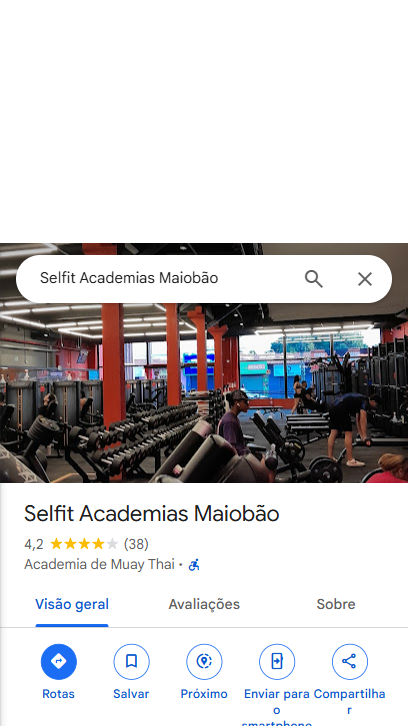 Selfit Academias Maiobão
Selfit Academias Maiobão
4,2 (38)
Academia de Muay Thai ·
Visão geral Avaliações Sobre
Rotas Salvar Próximo Enviar para o smartphone Compartilhar